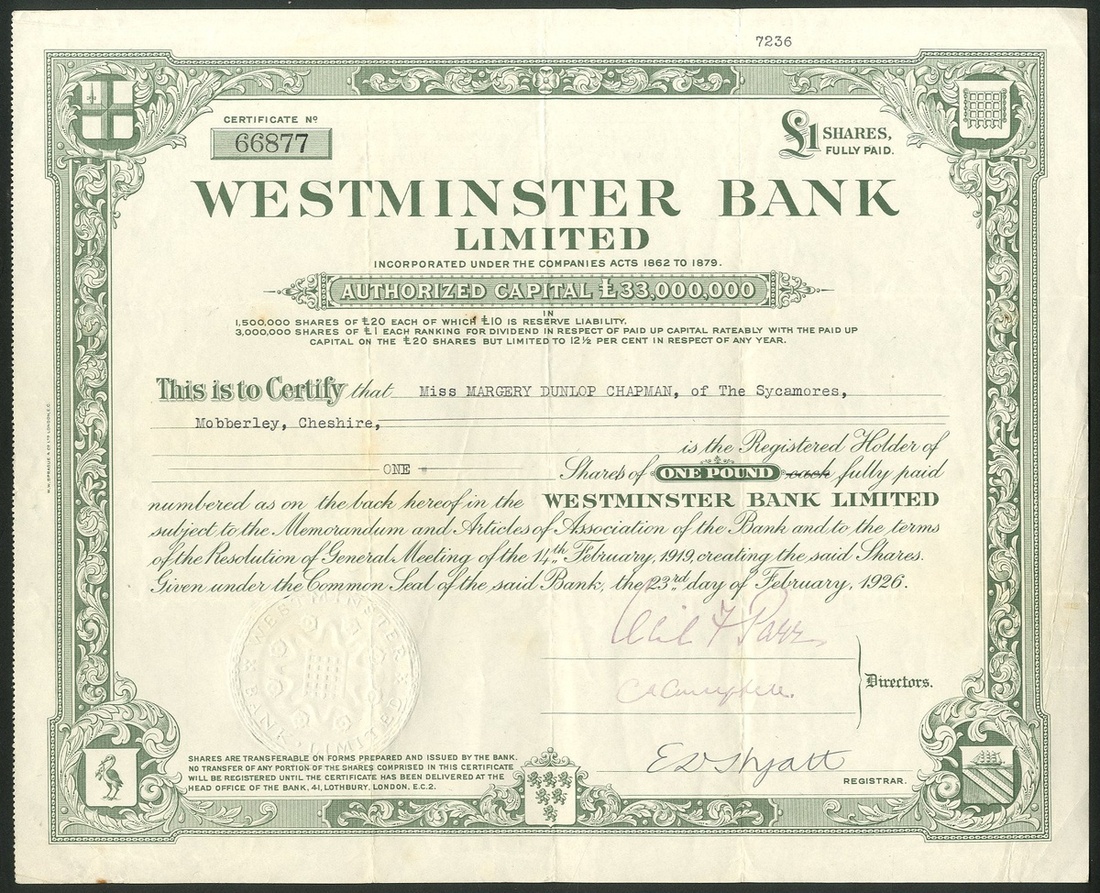 7236
CERTIFICATE Nº
66877
£1 SHARES,
FULLY PAID.
WESTMINSTER BANK
LIMITED
INCORPORATED UNDER THE COMPANIES ACTS 1862 TO 1879.
AUTHORIZED CAPITAL £33,000,000
IN
1,500,000 SHARES OF £20 EACH OF WHICH £10 IS RESERVE LIABILITY.
3,000,000 SHARES OF £1 EACH RANKING FOR DIVIDEND IN RESPECT OF PAID UP CAPITAL RATEABLY WITH THE PAID UP
CAPITAL ON THE £20 SHARES BUT LIMITED TO 12½ PER CENT IN RESPECT OF ANY YEAR.
This is to Certify that Miss MARGERY DUNLOP CHAPMAN, of The Sycamores,
Mobberley, Cheshire,
is the Registered Holder of
ONE Shares of ONE POUND each fully paid
numbered as on the back hereof in the WESTMINSTER BANK LIMITED
subject to the Memorandum and Articles of Association of the Bank and to the terms
of the Resolution of General Meeting of the 14th February, 1919, creating the said Shares.
Given under the Common Seal of the said Bank, the 23rd day of February, 1926.
WESTMINSTER BANK LIMITED
Directors.
SHARES ARE TRANSFERABLE ON FORMS PREPARED AND ISSUED BY THE BANK.
NO TRANSFER OF ANY PORTION OF THE SHARES COMPRISED IN THIS CERTIFICATE
WILL BE REGISTERED UNTIL THE CERTIFICATE HAS BEEN DELIVERED AT THE
HEAD OFFICE OF THE BANK, 41, LOTHBURY, LONDON, E.C.2.
REGISTRAR.